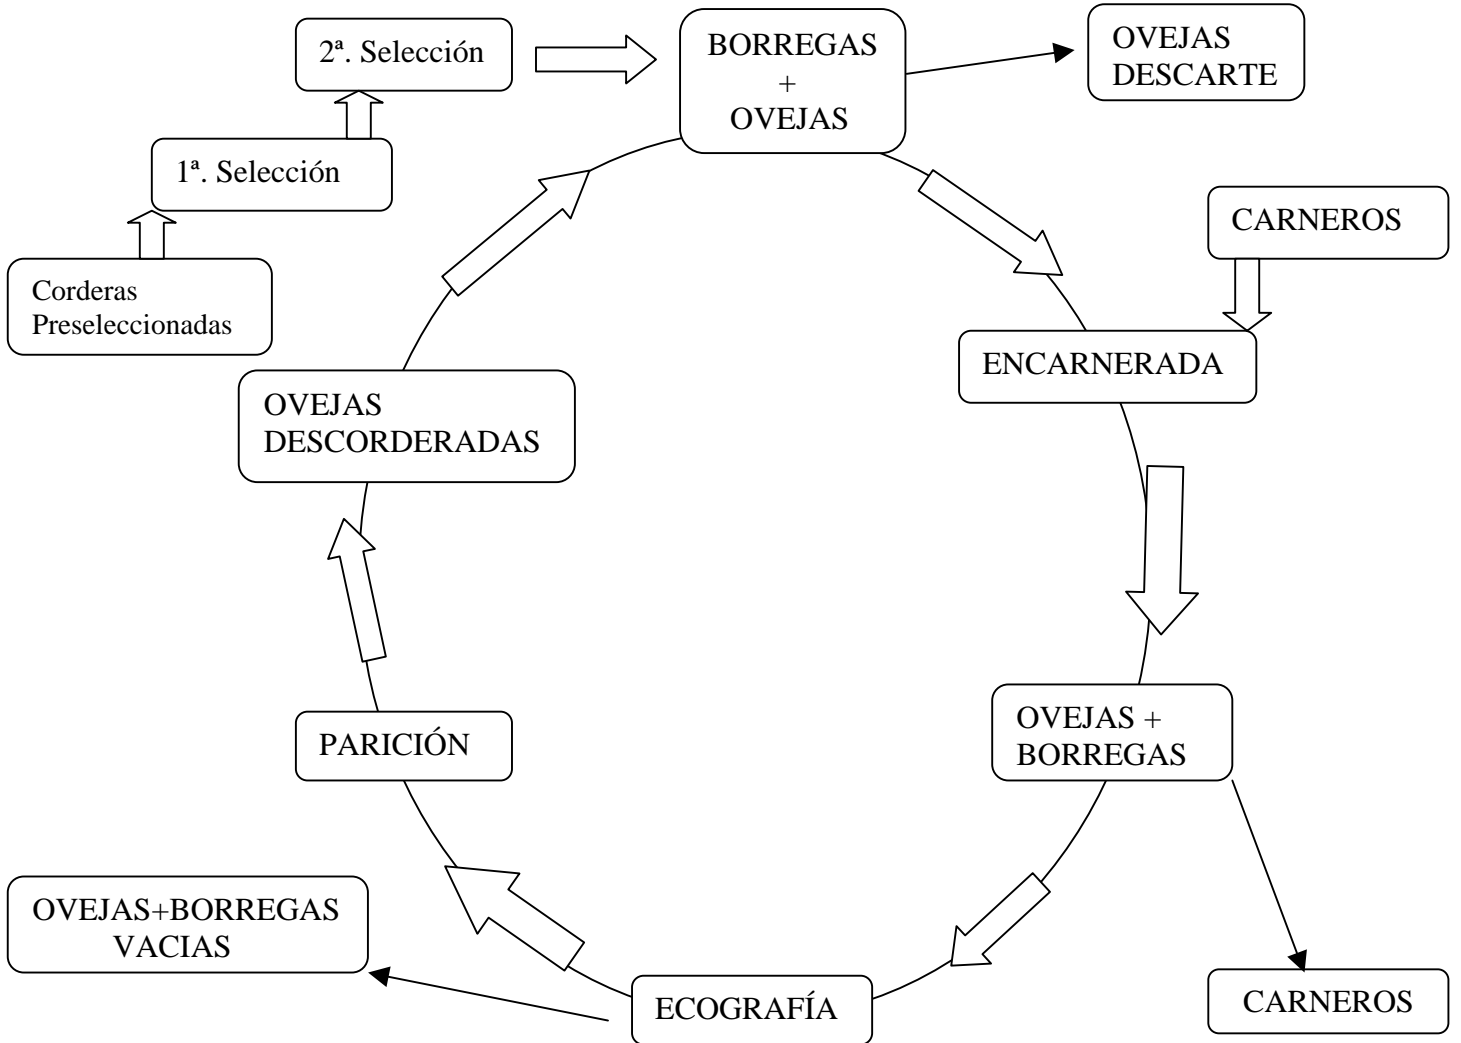 2ª. Selección
BORREGAS
+
OVEJAS
OVEJAS
DESCARTE
1ª. Selección
CARNEROS
Corderas
Preseleccionadas
ENCARNERADA
OVEJAS
DESCORDERADAS
OVEJAS +
BORREGAS
PARICIÓN
OVEJAS+BORREGAS
VACIAS
ECOGRAFÍA
CARNEROS